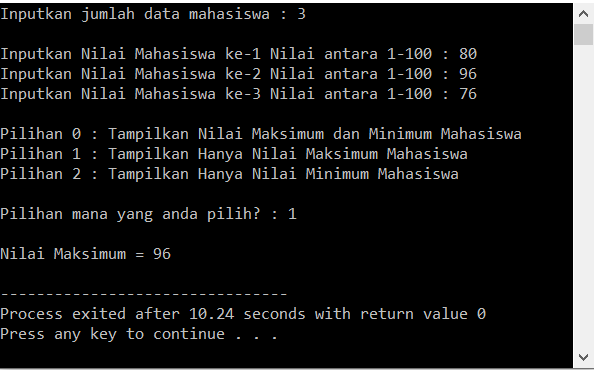 Inputkan jumlah data mahasiswa : 3
Inputkan Nilai Mahasiswa ke-1 Nilai antara 1-100 : 80
Inputkan Nilai Mahasiswa ke-2 Nilai antara 1-100 : 96
Inputkan Nilai Mahasiswa ke-3 Nilai antara 1-100 : 76
Pilihan 0 : Tampilkan Nilai Maksimum dan Minimum Mahasiswa
Pilihan 1 : Tampilkan Hanya Nilai Maksimum Mahasiswa
Pilihan 2 : Tampilkan Hanya Nilai Minimum Mahasiswa
Pilihan mana yang anda pilih? : 1
Nilai Maksimum = 96
--------------------------------
Process exited after 10.24 seconds with return value 0
Press any key to continue . . .